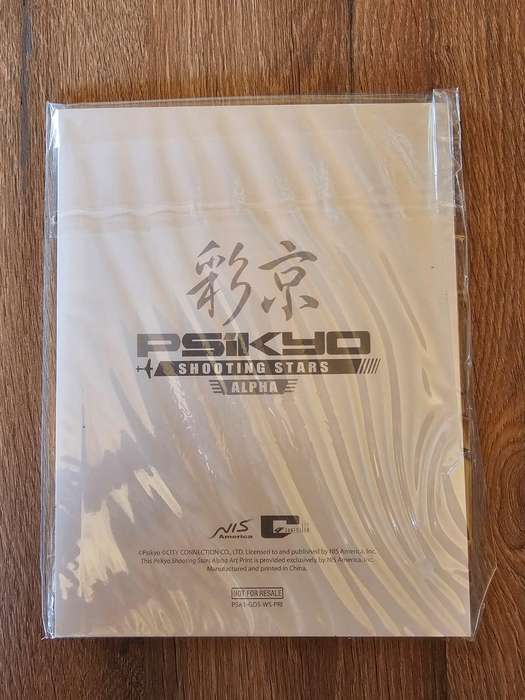 彩京
PSiKYO
SHOOTING STARS
ALPHA
NIS
America
©Psikyo ©CITY CONNECTION CO., LTD. Licensed to and published by NIS America, Inc.
This Psikyo Shooting Stars Alpha Art Print is provided exclusively by NIS America, Inc.
Manufactured and printed in China.
NOT FOR RESALE